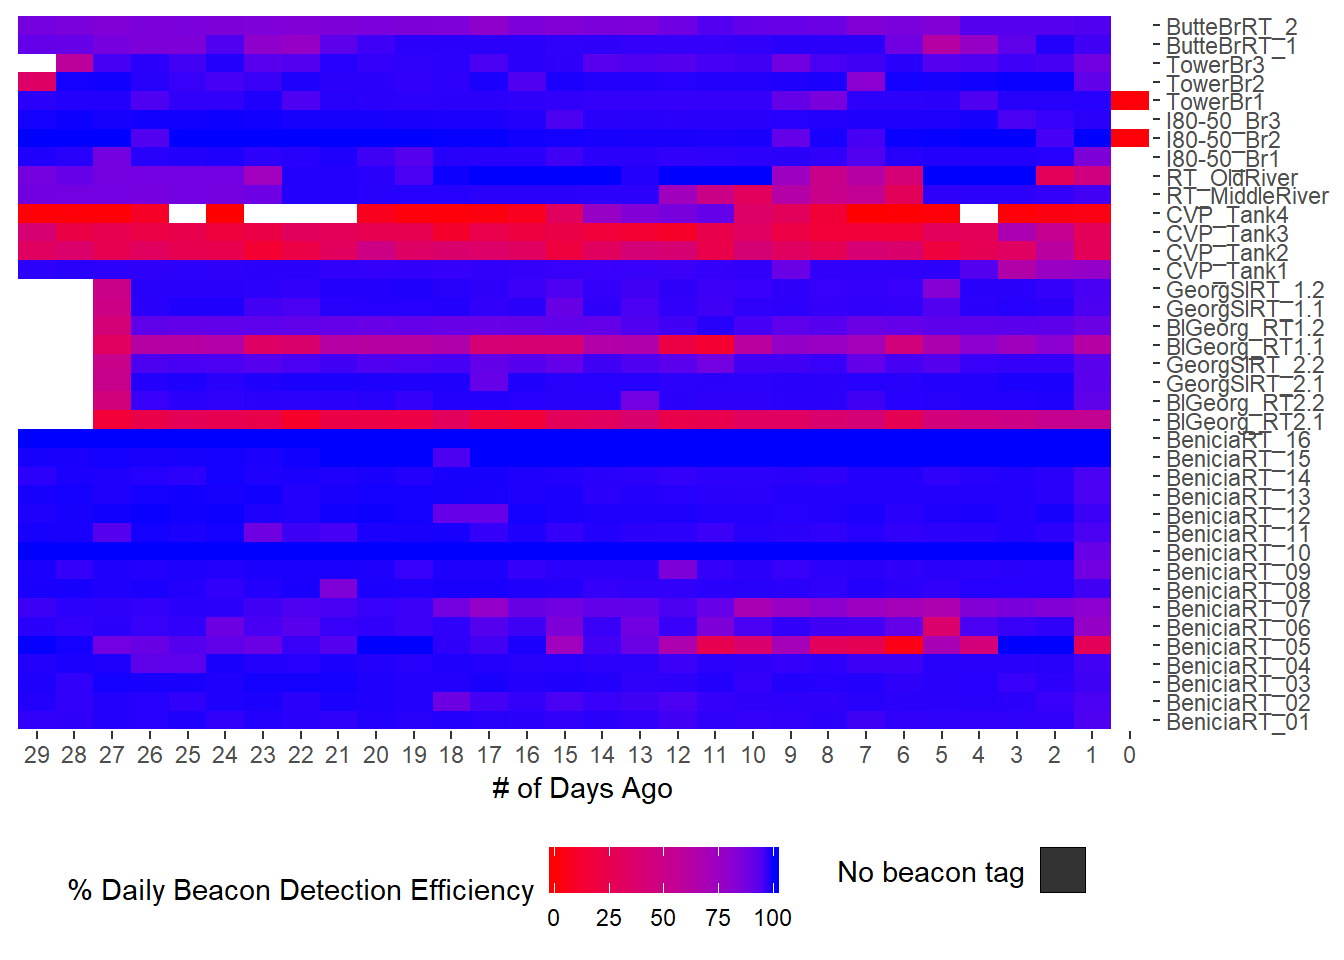 ButteBrRT_2
ButteBrRT_1
TowerBr3
TowerBr2
TowerBr1
I80-50_Br3
I80-50_Br2
I80-50_Br1
RT_OldRiver
RT_MiddleRiver
CVP_Tank4
CVP_Tank3
CVP_Tank2
CVP_Tank1
GeorgSlRT_1.2
GeorgSlRT_1.1
BlGeorg_RT1.2
BlGeorg_RT1.1
GeorgSlRT_2.2
GeorgSlRT_2.1
BlGeorg_RT2.2
BlGeorg_RT2.1
BeniciaRT_16
BeniciaRT_15
BeniciaRT_14
BeniciaRT_13
BeniciaRT_12
BeniciaRT_11
BeniciaRT_10
BeniciaRT_09
BeniciaRT_08
BeniciaRT_07
BeniciaRT_06
BeniciaRT_05
BeniciaRT_04
BeniciaRT_03
BeniciaRT_02
BeniciaRT_01
29 28 27 26 25 24 23 22 21 20 19 18 17 16 15 14 13 12 11 10 9 8 7 6 5 4 3 2 1 0
# of Days Ago
% Daily Beacon Detection Efficiency
0 25 50 75 100
No beacon tag